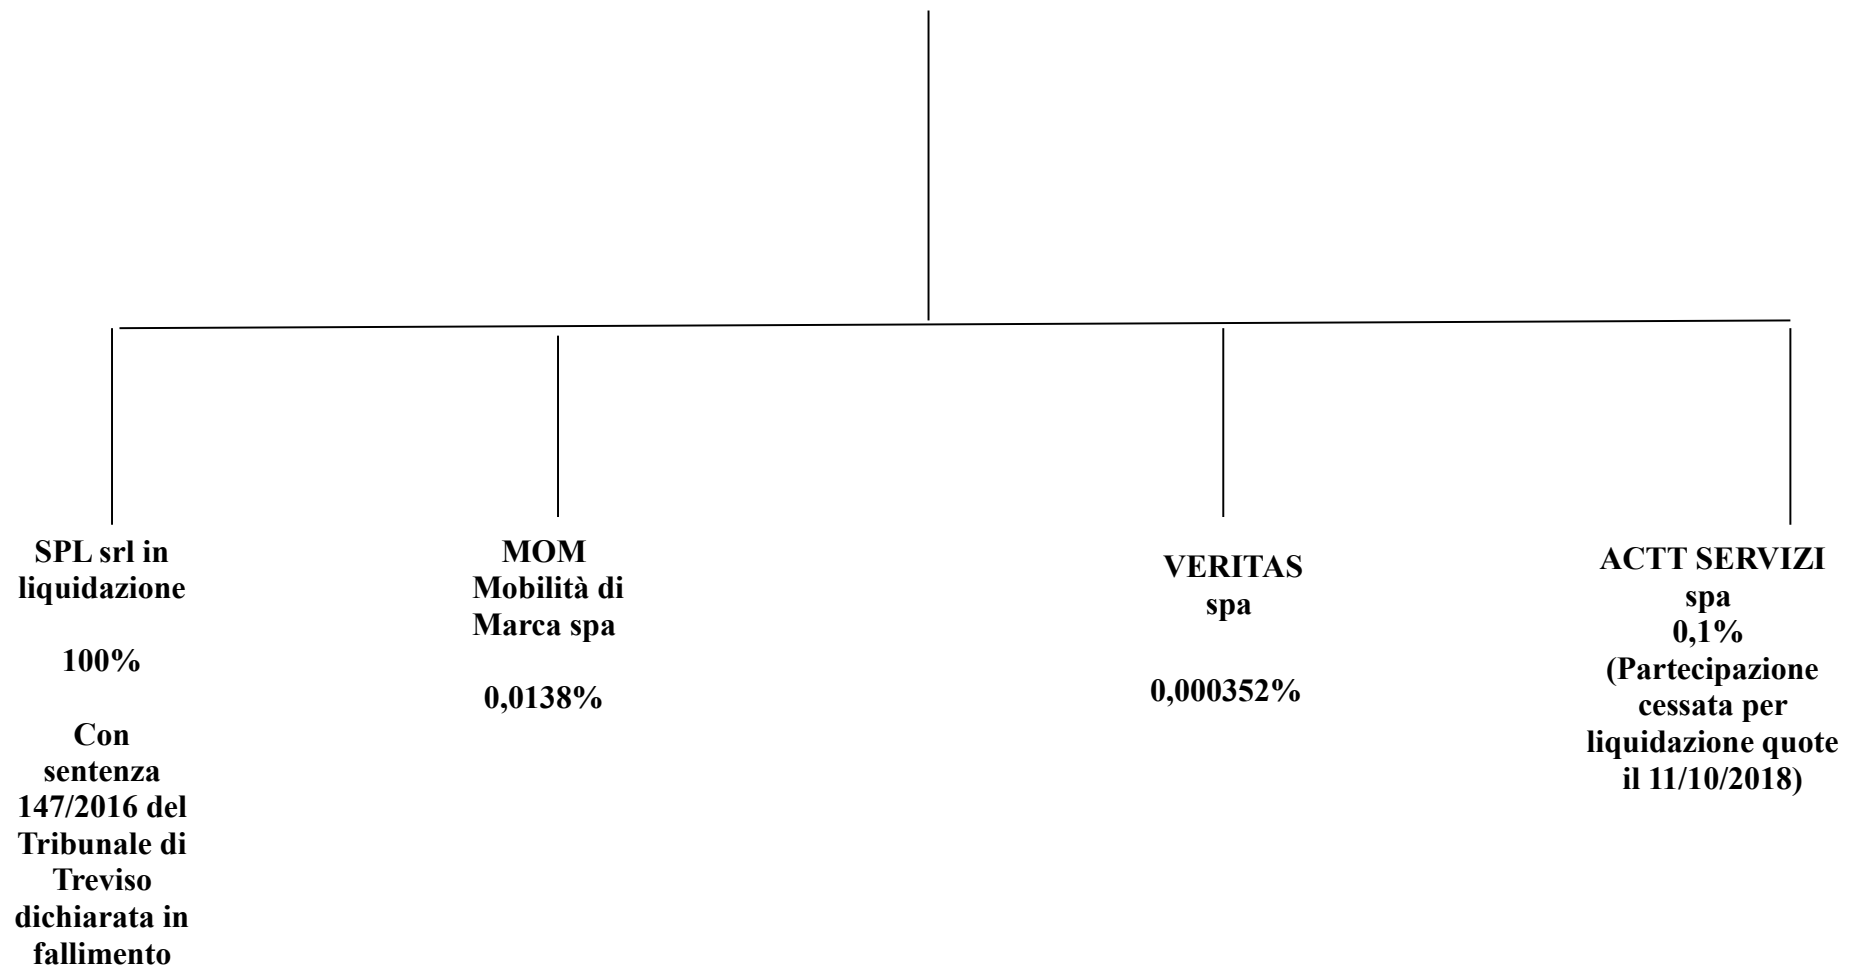 SPL srl in
liquidazione
100%
Con
sentenza
147/2016 del
Tribunale di
Treviso
dichiarata in
fallimento
MOM
Mobilità di
Marca spa
0,0138%
VERITAS
spa
0,000352%
ACTT SERVIZI
spa
0,1%
(Partecipazione
cessata per
liquidazione quote
il 11/10/2018)